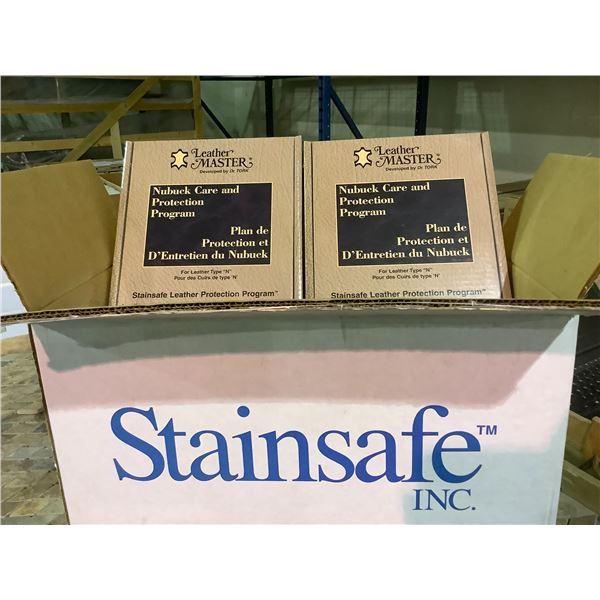 Leather
MASTER™
Developed by Dr. TORK
Nubuck Care and
Protection
Program
Plan de
Protection et
D'Entretien du Nubuck
For Leather Type "N"
Pour des Cuirs de type 'N'
Stainsafe Leather Protection Program™
Leather
MASTER™
Developed by Dr. TORK
Nubuck Care and
Protection
Program
Plan de
Protection et
D'Entretien du Nubuck
For Leather Type "N"
Pour des Cuirs de type 'N'
Stainsafe Leather Protection Program™
Stainsafe™
INC.